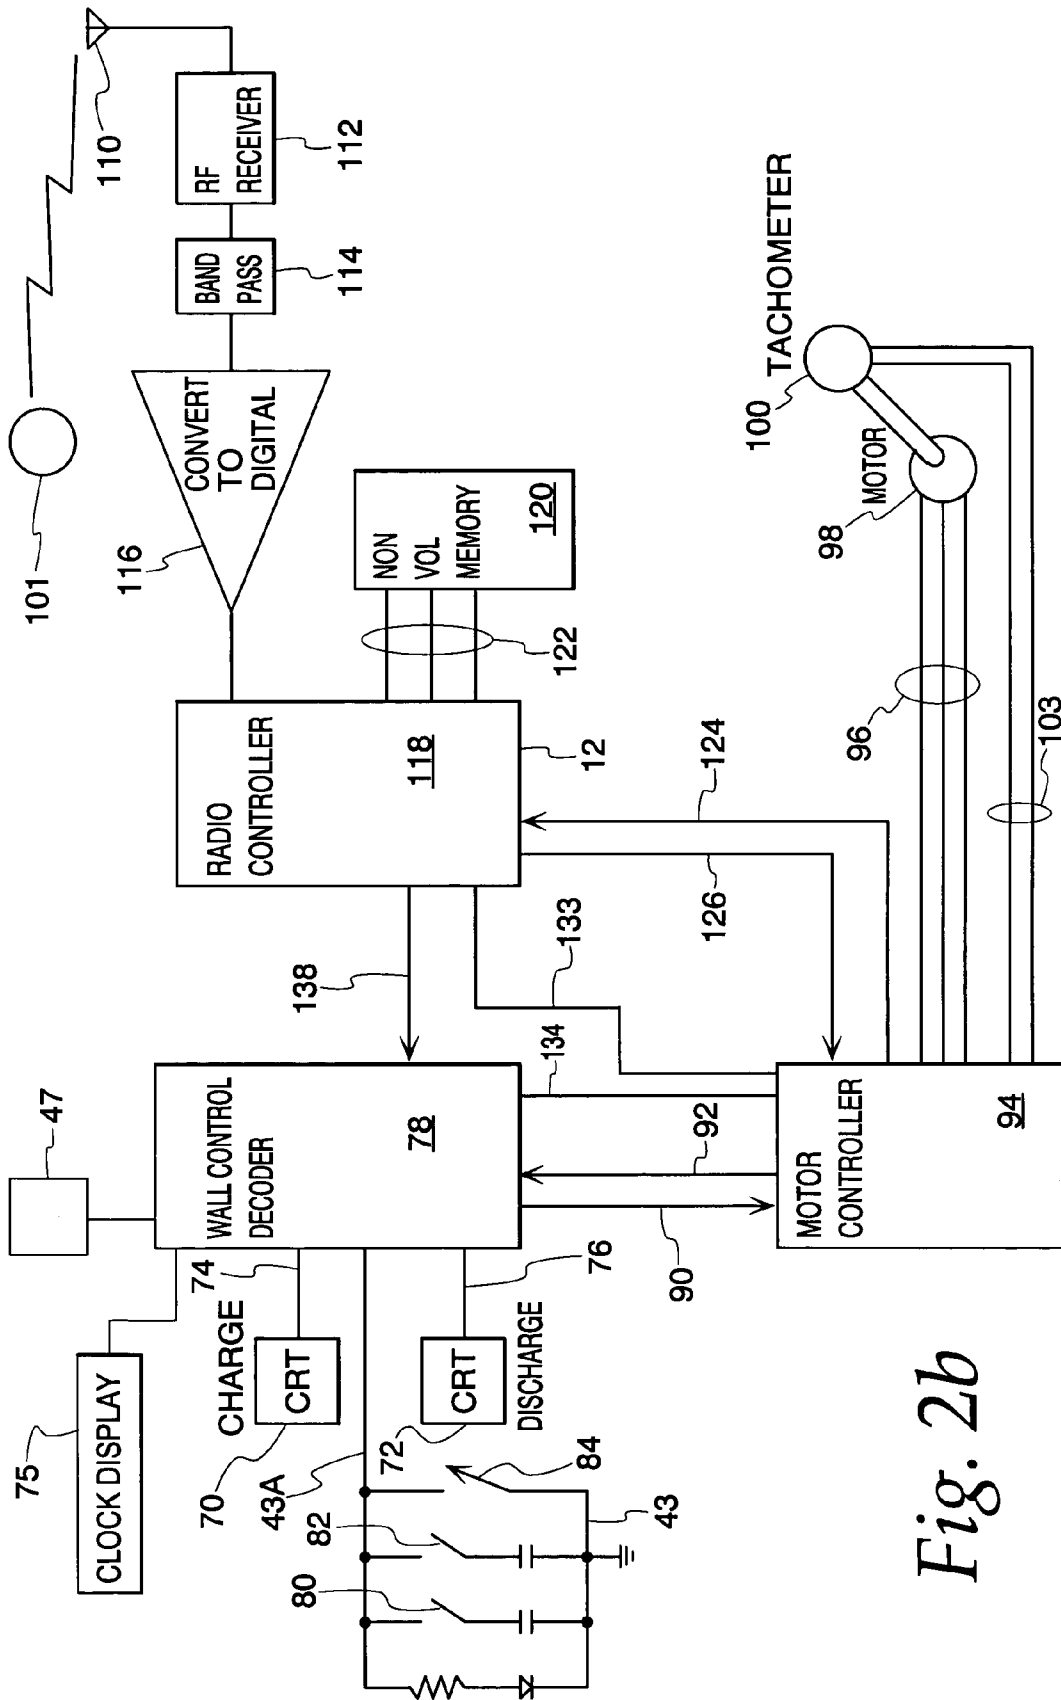 47
75
CLOCK DISPLAY
WALL CONTROL
DECODER
78
74
CHARGE
CRT
70
43A
76
CRT
72
DISCHARGE
80
82
84
43
138
134
133
92
90
RADIO
CONTROLLER
118
12
101
116
CONVERT
TO
DIGITAL
BAND
PASS
114
RF
RECEIVER
112
110
NON
VOL
MEMORY
120
122
124
126
MOTOR
CONTROLLER
94
96
103
MOTOR
98
100
TACHOMETER
Fig. 2b